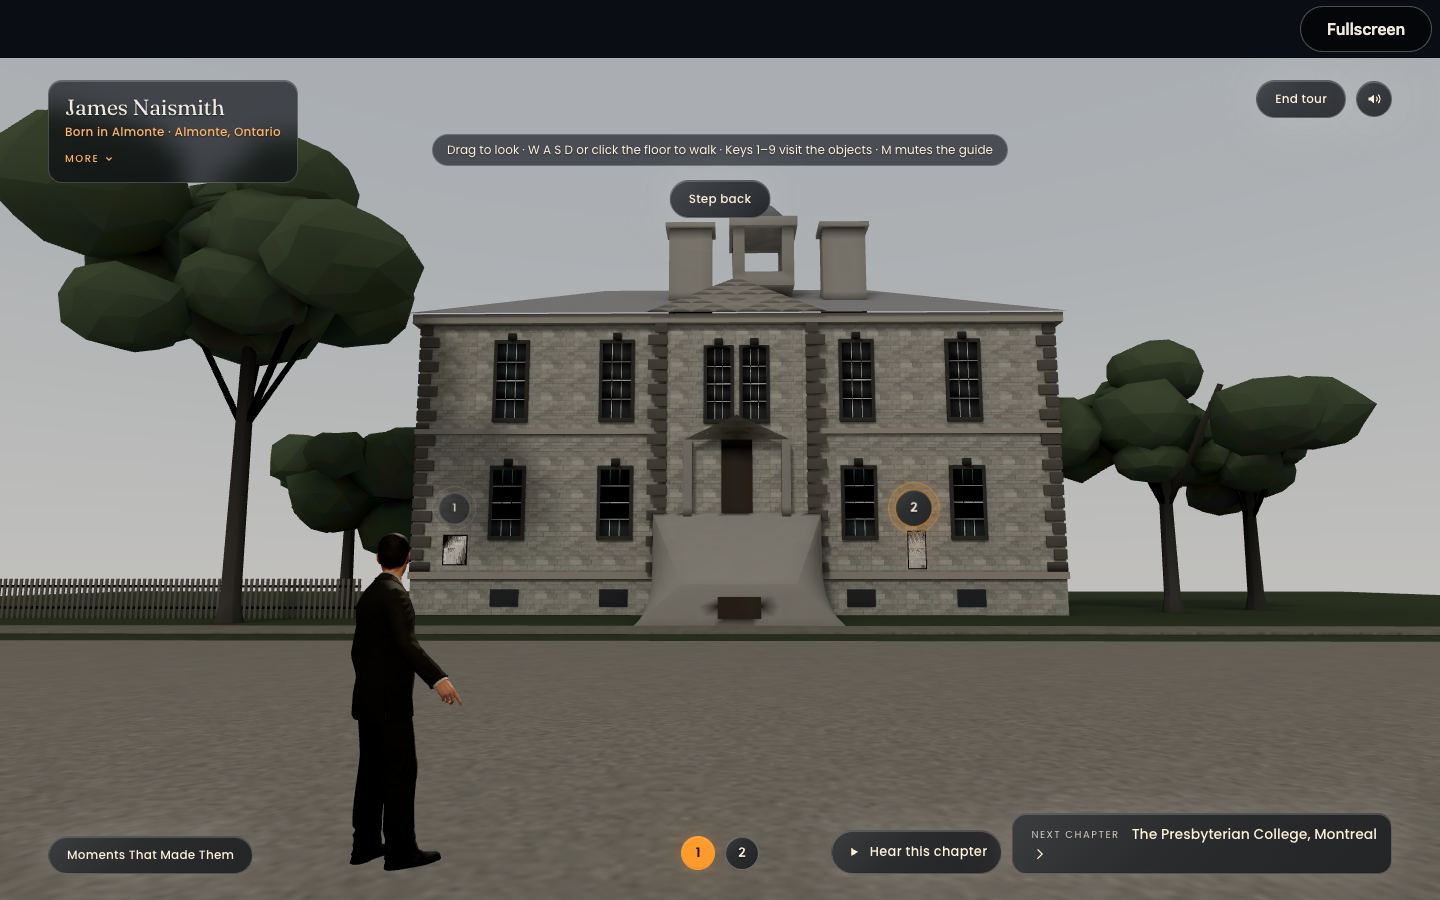 Fullscreen
James Naismith
Born in Almonte · Almonte, Ontario
MORE
End tour
Drag to look · W A S D or click the floor to walk · Keys 1–9 visit the objects · M mutes the guide
Step back
1
2
Moments That Made Them
1
2
Hear this chapter
NEXT CHAPTER The Presbyterian College, Montreal